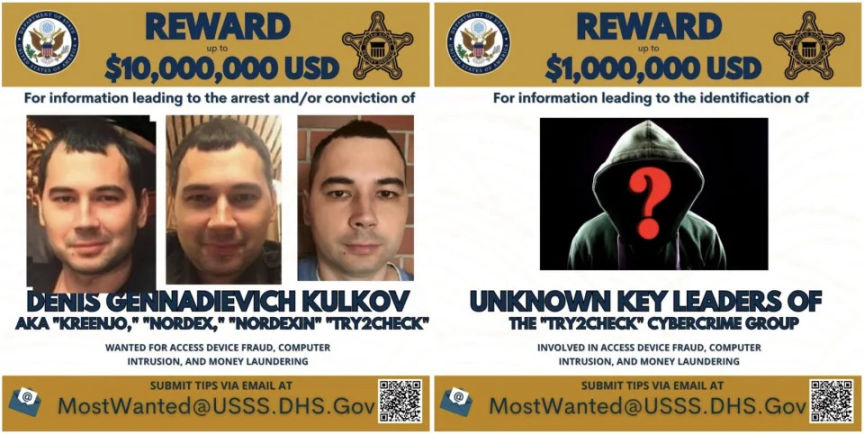 REWARD
up to
$10,000,000 USD
For information leading to the arrest and/or conviction of
DENIS GENNADIEVICH KULKOV
AKA "KREENJO," "NORDEX," "NORDEXIN" "TRY2CHECK"
WANTED FOR ACCESS DEVICE FRAUD, COMPUTER
INTRUSION, AND MONEY LAUNDERING
SUBMIT TIPS VIA EMAIL AT
@
MostWanted@USSS.DHS.Gov
REWARD
up to
$1,000,000 USD
For information leading to the identification of
?
UNKNOWN KEY LEADERS OF
THE "TRY2CHECK" CYBERCRIME GROUP
INVOLVED IN ACCESS DEVICE FRAUD, COMPUTER
INTRUSION, AND MONEY LAUNDERING
SUBMIT TIPS VIA EMAIL AT
@
MostWanted@USSS.DHS.Gov